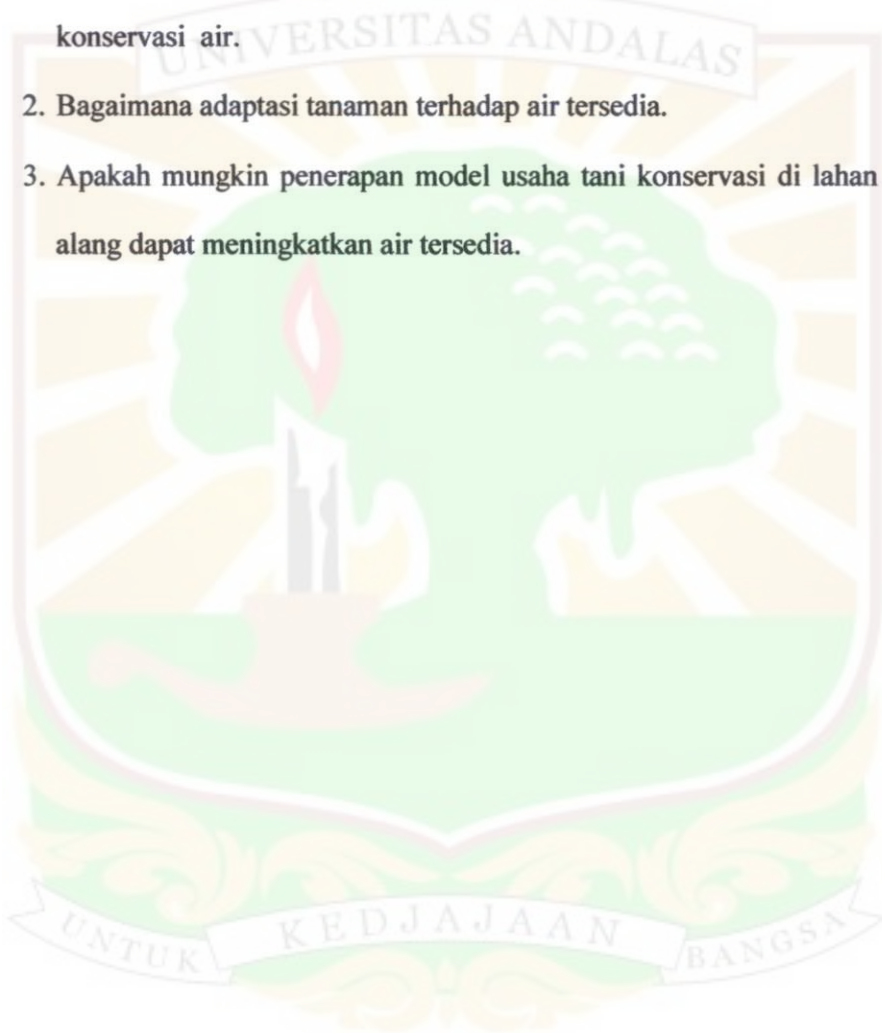 UNIVERSITAS ANDALAS
konservasi air.
2. Bagaimana adaptasi tanaman terhadap air tersedia.
3. Apakah mungkin penerapan model usaha tani konservasi di lahan
alang dapat meningkatkan air tersedia.
UNTUK KEDJAJAAN BANGSA